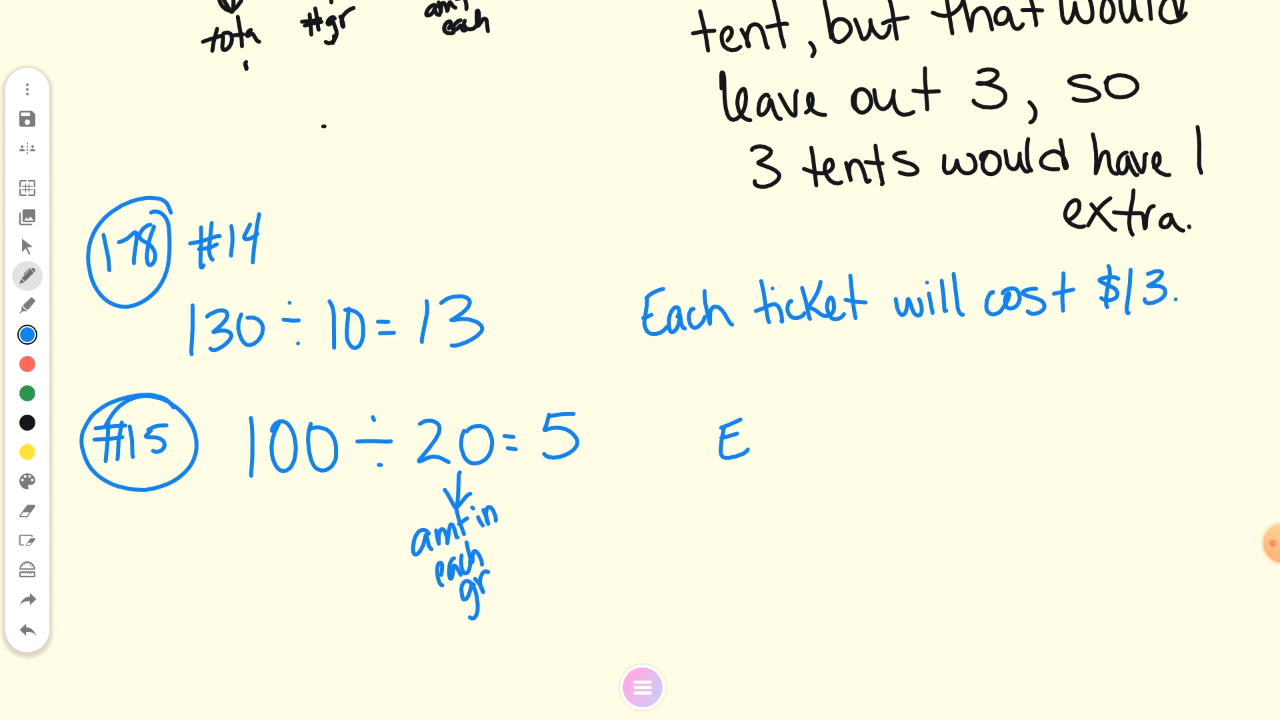 tota #gr amt each
tent, but that would
leave out 3, so
3 tents would have 1
extra.
178 #14
130 ÷ 10 = 13
Each ticket will cost $13.
#15 100 ÷ 20 = 5
E
amt in
each
gr